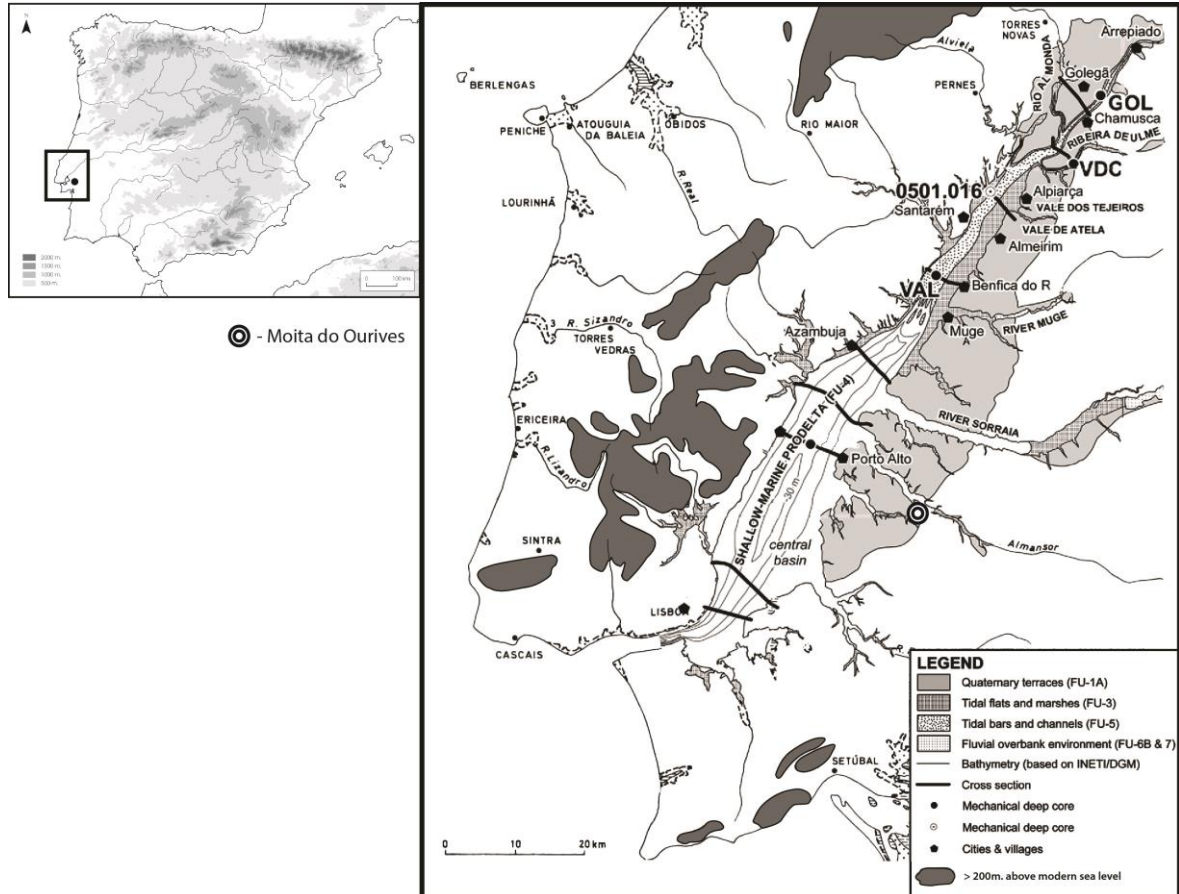 N
2000 m.
1500 m.
1000 m.
500 m.
0 100 km.
- Moita do Ourives
BERLENGAS
PENICHE
ATOUGUIA
DA BALEIA
ÓBIDOS
R. Real
LOURINHÃ
RIO MAIOR
PERNES
Alviela
TORRES
NOVAS
RIO ALMONDA
Arrepiado
Golegã
GOL
Chamusca
RIBEIRA DE ULME
VDC
0501.016
Santarém
Alpiarça
VALE DOS TEJEIROS
VALE DE ATELA
Almeirim
VAL
Benfica do R
RIVER MUGE
Muge
Azambuja
R. Sizandro
TORRES
VEDRAS
ERICEIRA
R. Lizandro
SHALLOW-MARINE PRODELTA (FU-4)
RIVER SORRAIA
Porto Alto
-30 m
central
basin
Almansor
SINTRA
LISBOA
CASCAIS
SETÚBAL
0 10 20 km
LEGEND
Quaternary terraces (FU-1A)
Tidal flats and marshes (FU-3)
Tidal bars and channels (FU-5)
Fluvial overbank environment (FU-6B & 7)
Bathymetry (based on INETI/DGM)
Cross section
Mechanical deep core
Mechanical deep core
Cities & villages
> 200m. above modern sea level